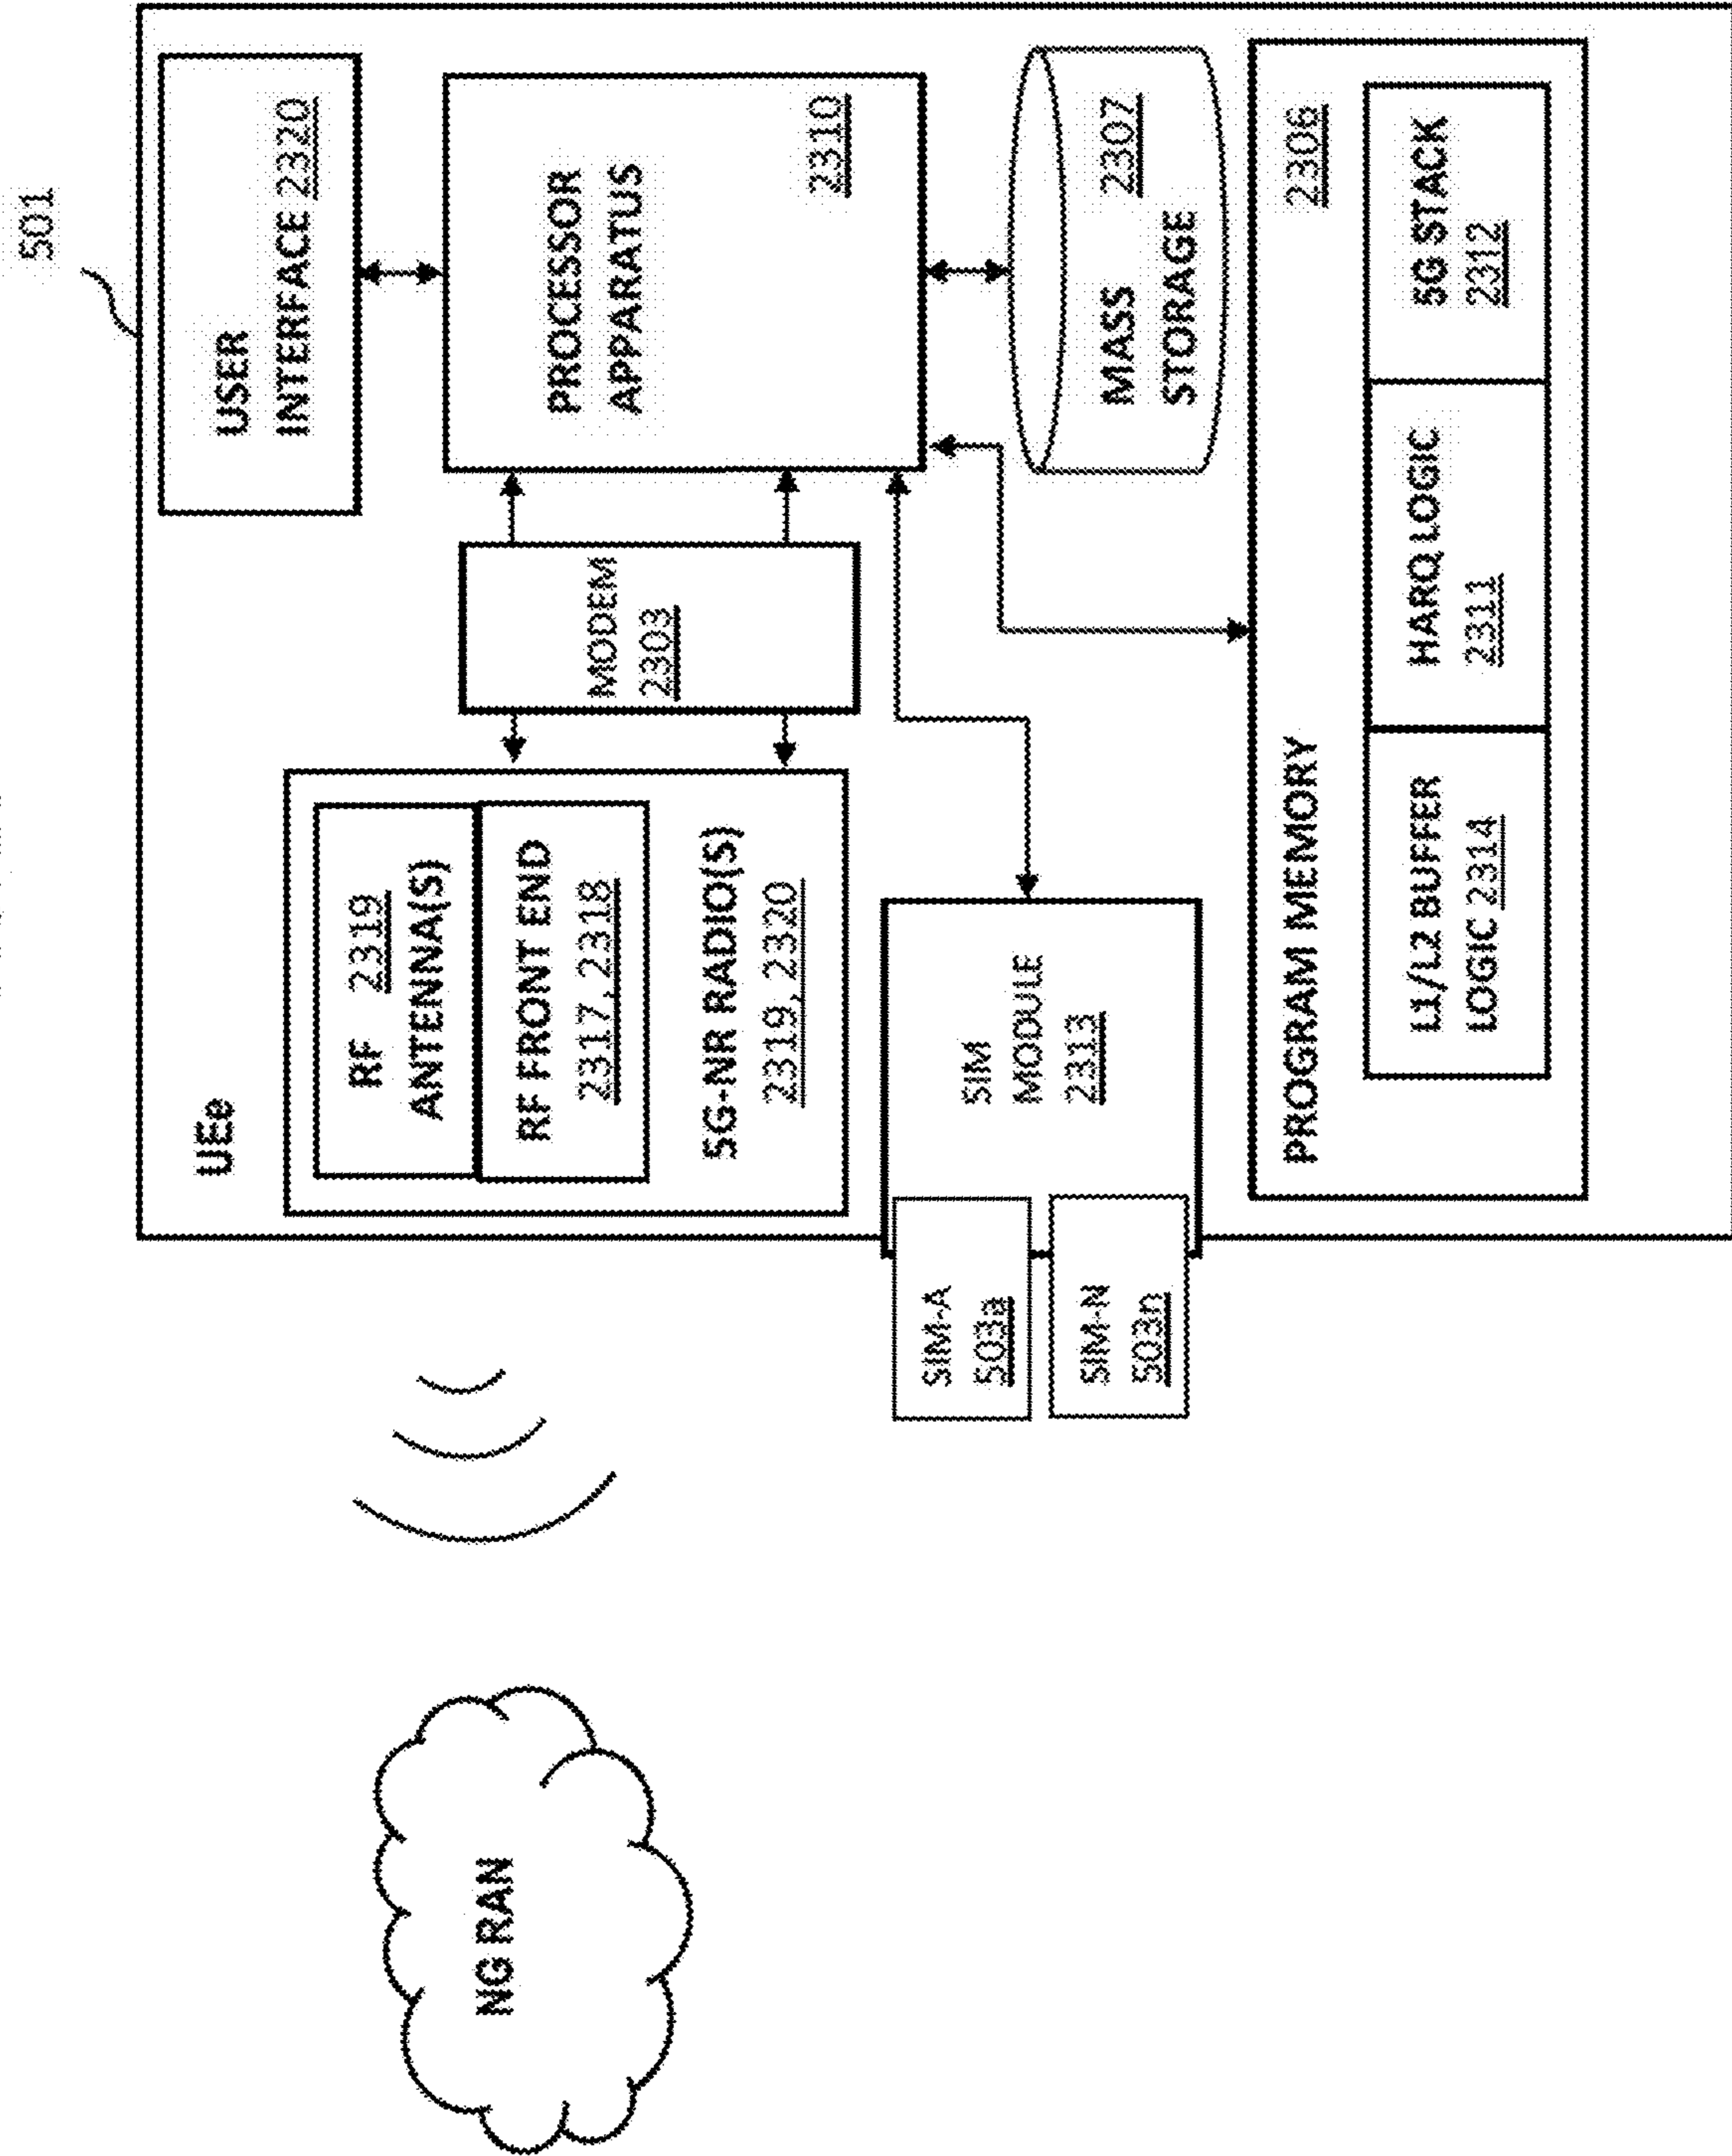 501
UEe
USER
INTERFACE 2320
RF 2319
ANTENNA(S)
RF FRONT END
2317, 2318
5G-NR RADIO(S)
2319, 2320
MODEM
2303
PROCESSOR
APPARATUS
2310
NG RAN
SIM
MODULE
2313
SIM-A
503a
SIM-N
503n
MASS 2307
STORAGE
PROGRAM MEMORY 2306
L1/L2 BUFFER
LOGIC 2314
HARQ LOGIC
2311
5G STACK
2312